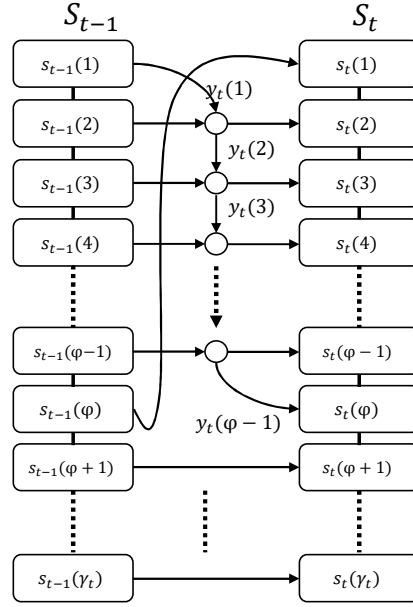 S_{t−1} S_t
s_{t−1}(1) s_t(1)
y_t(1)
s_{t−1}(2) s_t(2)
y_t(2)
s_{t−1}(3) s_t(3)
y_t(3)
s_{t−1}(4) s_t(4)
s_{t−1}(φ−1) s_t(φ − 1)
s_{t−1}(φ) s_t(φ)
y_t(φ − 1)
s_{t−1}(φ + 1) s_t(φ + 1)
s_{t−1}(γ_t) s_t(γ_t)